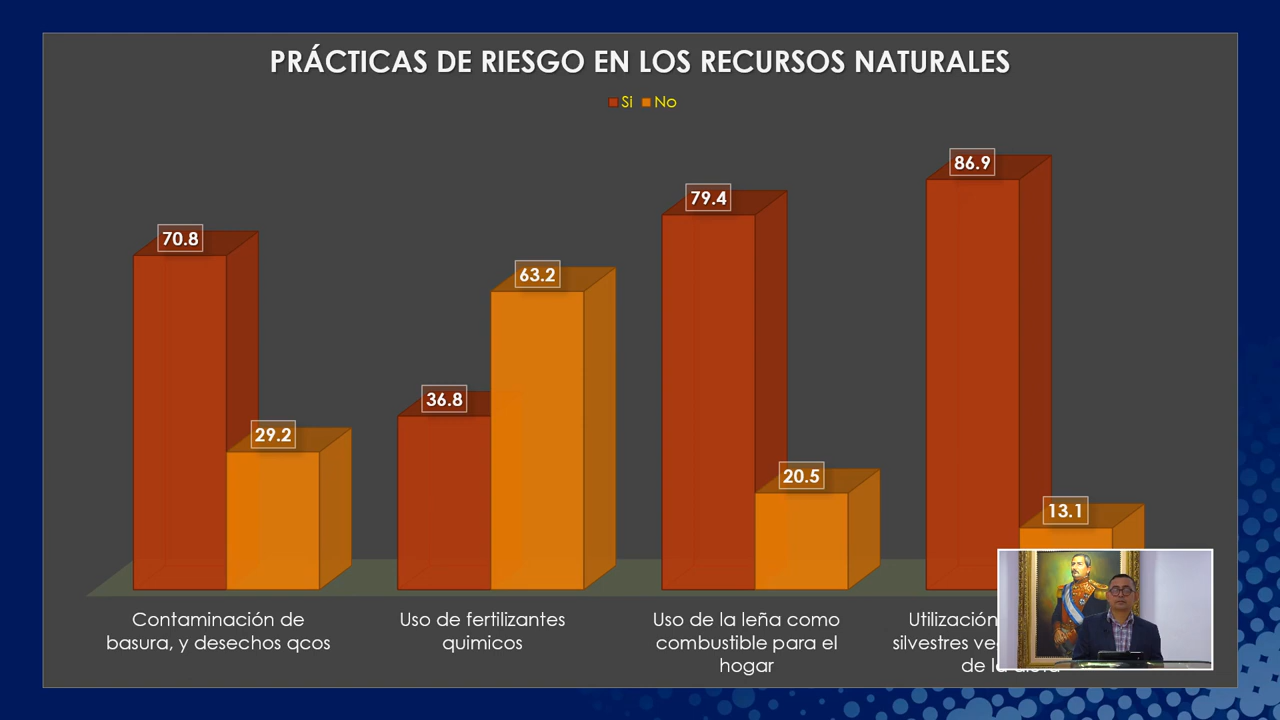 PRÁCTICAS DE RIESGO EN LOS RECURSOS NATURALES
Si No
70.8
29.2
36.8
63.2
79.4
20.5
86.9
13.1
Contaminación de
basura, y desechos qcos
Uso de fertilizantes
quimicos
Uso de la leña como
combustible para el
hogar
Utilización
silvestres
de la